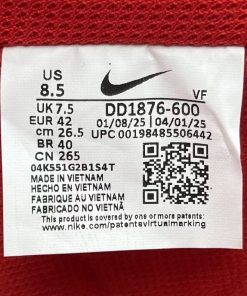 US
8.5
VF
UK 7.5
DD1876-600
EUR 42
01/08/25 04/01/25
cm 26.5
UPC 00198485506442
BR 40
CN 265
04K551G2B1S4T
MADE IN VIETNAM
HECHO EN VIETNAM
FABRIQUE AU VIETNAM
FABRICADO NO VIETNÃ
This product is covered by one or more patents. See
www.nike.com/patentsvirtualmarking